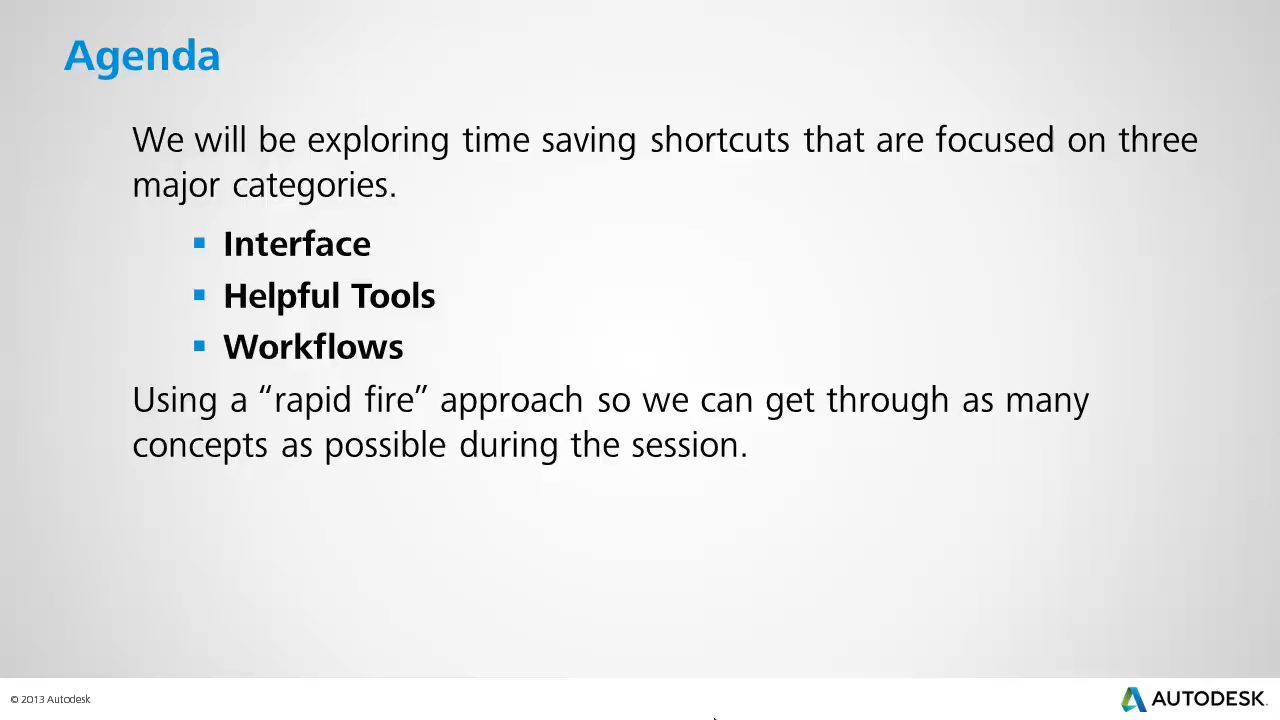 Agenda
We will be exploring time saving shortcuts that are focused on three
major categories.
▪ Interface
▪ Helpful Tools
▪ Workflows
Using a “rapid fire” approach so we can get through as many
concepts as possible during the session.
© 2013 Autodesk
AUTODESK.